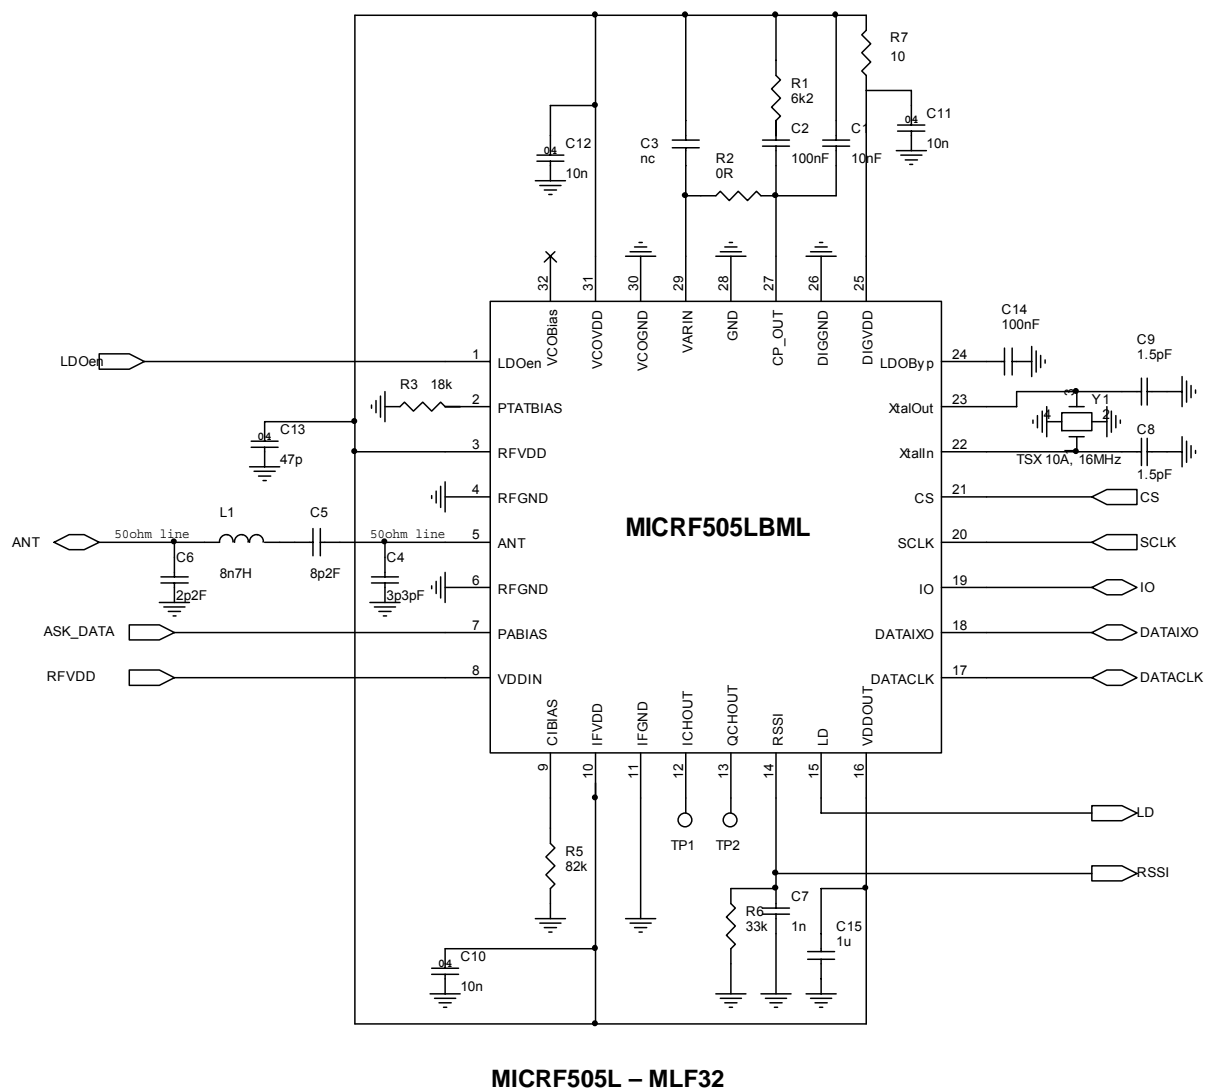 R7
10
R1
6k2
C11
04
10n
C12
04
10n
C3
nc
C2
100nF
C1
10nF
R2
0R
32
31
30
29
28
27
26
25
VCOBias
VCOVDD
VCOGND
VARIN
GND
CP_OUT
DIGGND
DIGVDD
C14
100nF
C9
1.5pF
LDOen
1
LDOen
LDOByp
24
R3 18k
2
PTATBIAS
XtalOut
23
3
Y1
4
2
C13
04
47p
3
RFVDD
XtalIn
22
C8
TSX 10A, 16MHz
1.5pF
4
RFGND
CS
21
CS
MICRF505LBML
L1
C5
ANT
50ohm line
50ohm line
5
ANT
SCLK
20
SCLK
C6
8n7H
8p2F
C4
2p2F
3p3pF
6
RFGND
IO
19
IO
ASK_DATA
7
PABIAS
DATAIXO
18
DATAIXO
RFVDD
8
VDDIN
DATACLK
17
DATACLK
CIBIAS
IFVDD
IFGND
ICHOUT
QCHOUT
RSSI
LD
VDDOUT
9
10
11
12
13
14
15
16
LD
TP1
TP2
R5
82k
RSSI
R6
33k
C7
1n
C15
1u
C10
04
10n
MICRF505L – MLF32